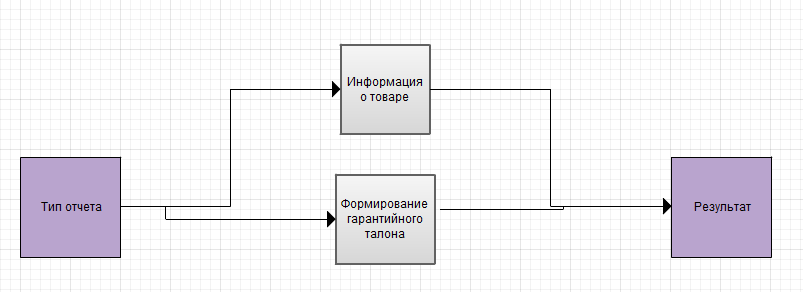 Информация
о товаре
Тип отчета
Формирование
гарантийного
талона
Результат